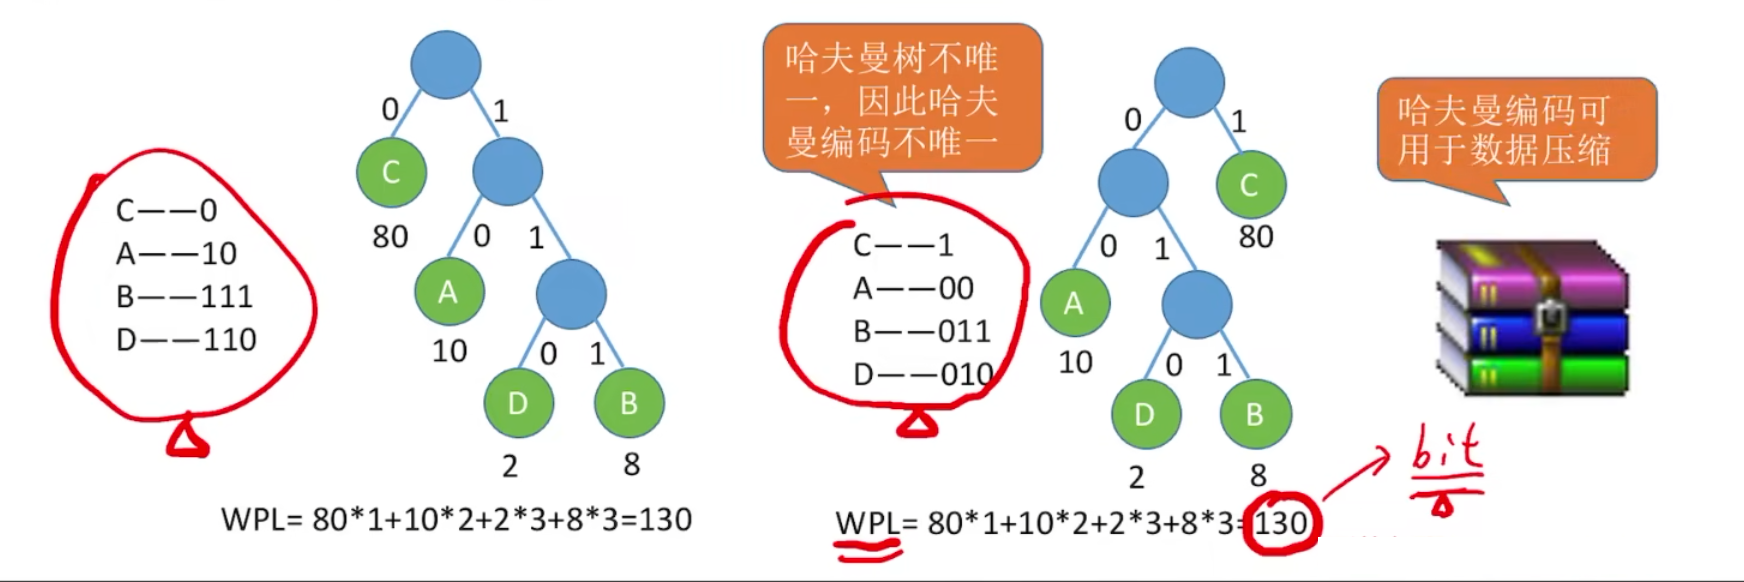 C——0
A——10
B——111
D——110
0
1
C
80
0
1
A
10
0
1
D
B
2
8
WPL= 80*1+10*2+2*3+8*3=130
哈夫曼树不唯
一，因此哈夫
曼编码不唯一
C——1
A——00
B——011
D——010
0
1
C
80
0
1
A
10
0
1
D
B
2
8
WPL= 80*1+10*2+2*3+8*3=130
哈夫曼编码可
用于数据压缩
bit